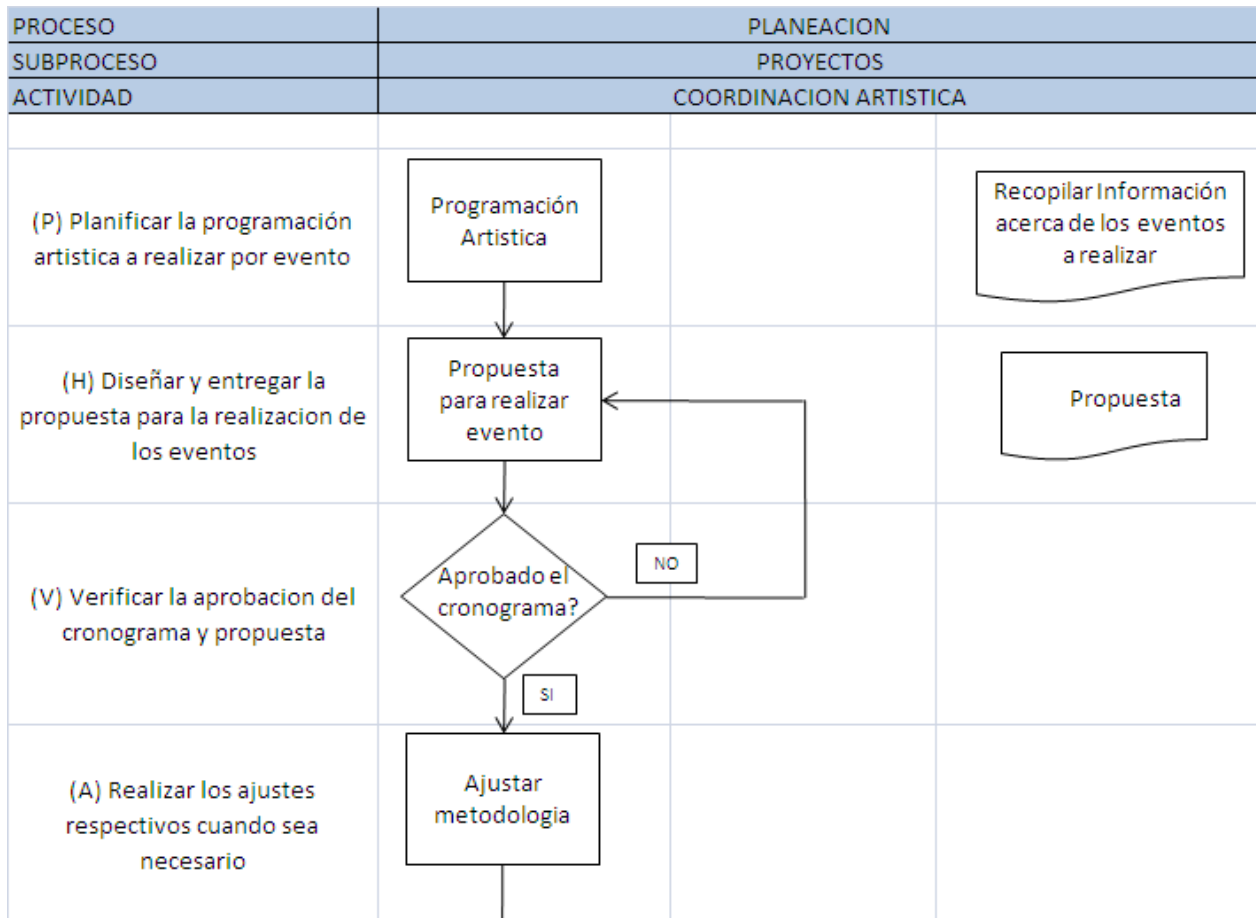 PROCESO
PLANEACION
SUBPROCESO
PROYECTOS
ACTIVIDAD
COORDINACION ARTISTICA
(P) Planificar la programación
artistica a realizar por evento
Programación
Artistica
Recopilar Información
acerca de los eventos
a realizar
(H) Diseñar y entregar la
propuesta para la realizacion de
los eventos
Propuesta
para realizar
evento
Propuesta
(V) Verificar la aprobacion del
cronograma y propuesta
Aprobado el
cronograma?
NO
SI
(A) Realizar los ajustes
respectivos cuando sea
necesario
Ajustar
metodologia